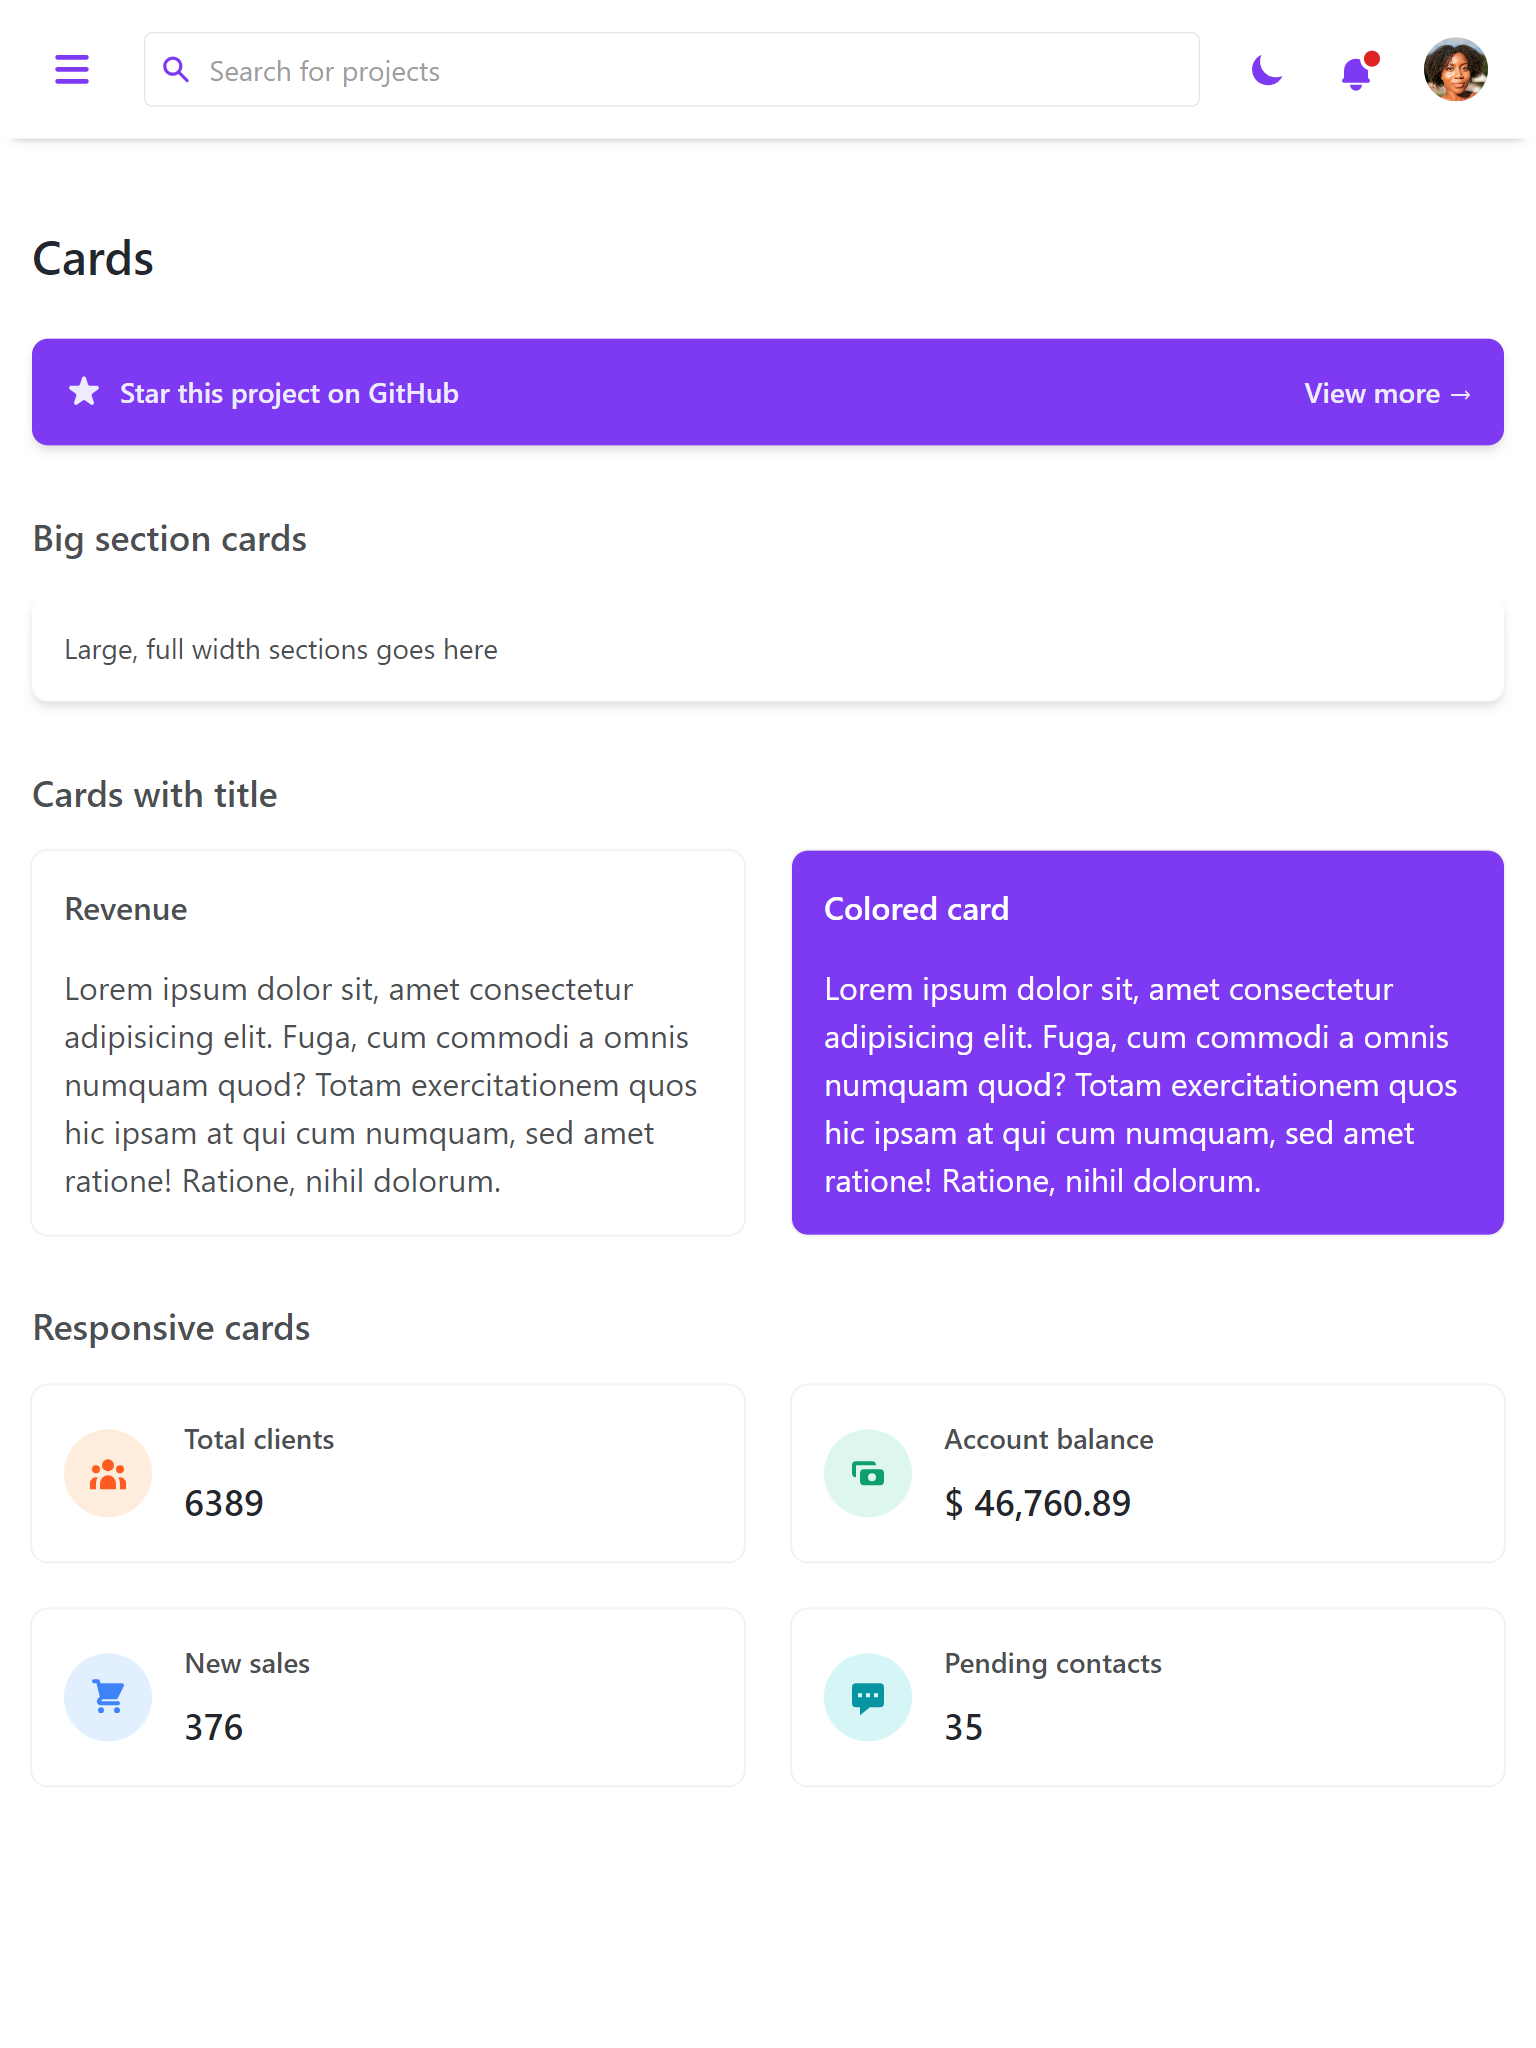 Search for projects
Cards
Star this project on GitHub
View more →
Big section cards
Large, full width sections goes here
Cards with title
Revenue
Lorem ipsum dolor sit, amet consectetur
adipisicing elit. Fuga, cum commodi a omnis
numquam quod? Totam exercitationem quos
hic ipsam at qui cum numquam, sed amet
ratione! Ratione, nihil dolorum.
Colored card
Lorem ipsum dolor sit, amet consectetur
adipisicing elit. Fuga, cum commodi a omnis
numquam quod? Totam exercitationem quos
hic ipsam at qui cum numquam, sed amet
ratione! Ratione, nihil dolorum.
Responsive cards
Total clients
6389
Account balance
$ 46,760.89
New sales
376
Pending contacts
35